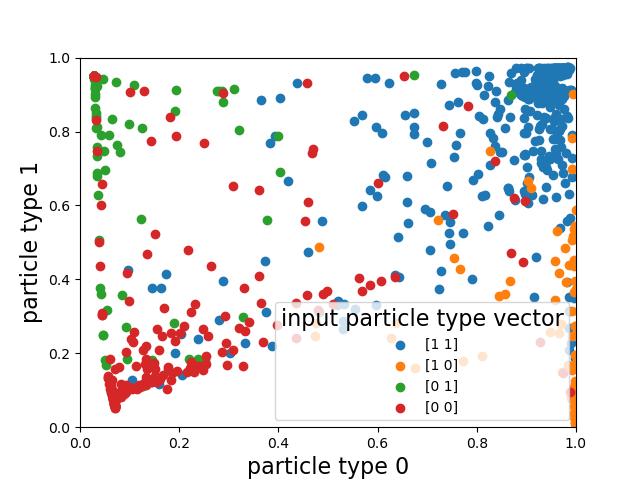 1.0
0.8
0.6
0.4
0.2
0.0
particle type 1
input particle type vector
[1 1]
[1 0]
[0 1]
[0 0]
0.0 0.2 0.4 0.6 0.8 1.0
particle type 0